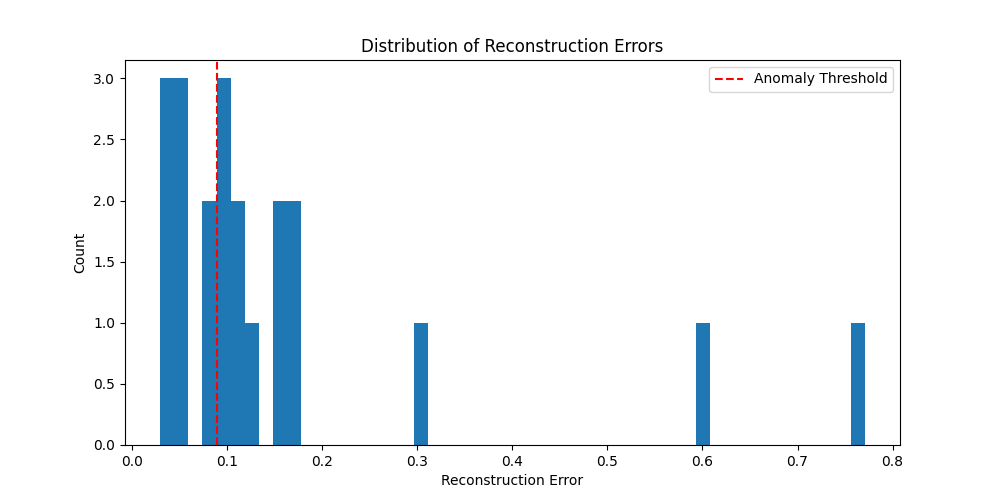 Distribution of Reconstruction Errors
Anomaly Threshold
3.0
2.5
2.0
1.5
1.0
0.5
0.0
Count
0.0 0.1 0.2 0.3 0.4 0.5 0.6 0.7 0.8
Reconstruction Error